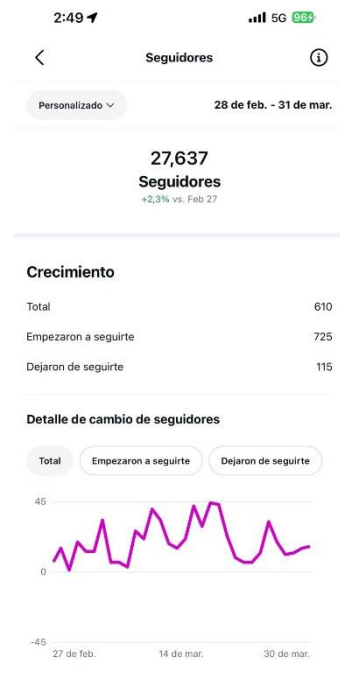 2:49 5G 96
Seguidores
Personalizado 28 de feb. - 31 de mar.
27,637
Seguidores
+2,3% vs. Feb 27
Crecimiento
Total 610
Empezaron a seguirte 725
Dejaron de seguirte 115
Detalle de cambio de seguidores
Total Empezaron a seguirte Dejaron de seguirte
45
0
-45
27 de feb. 14 de mar. 30 de mar.